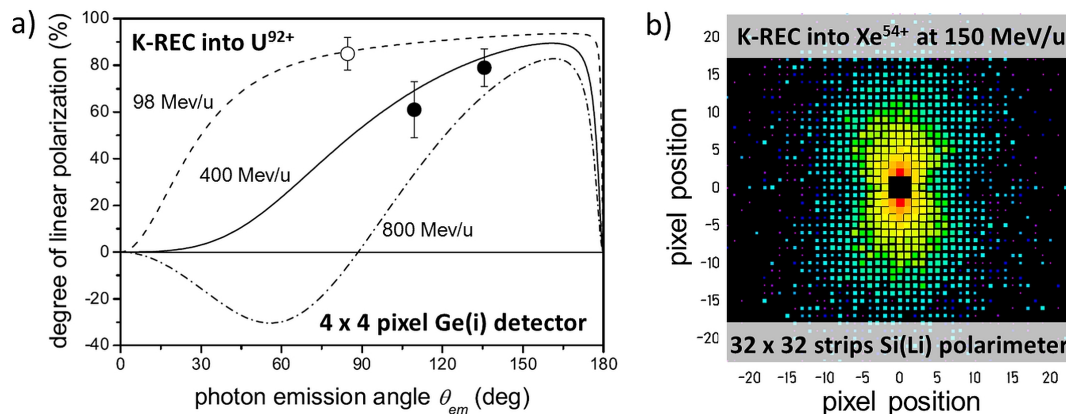 a)
K-REC into U92+
98 Mev/u
400 Mev/u
800 Mev/u
4 x 4 pixel Ge(i) detector
degree of linear polarization (%)
100
80
60
40
20
0
-20
-40
0
30
60
90
120
150
180
photon emission angle θem (deg)
b)
K-REC into Xe54+ at 150 MeV/u
32 x 32 strips Si(Li) polarimeter
pixel position
20
15
10
5
0
-5
-10
-15
-20
-20
-15
-10
-5
0
5
10
15
20
pixel position